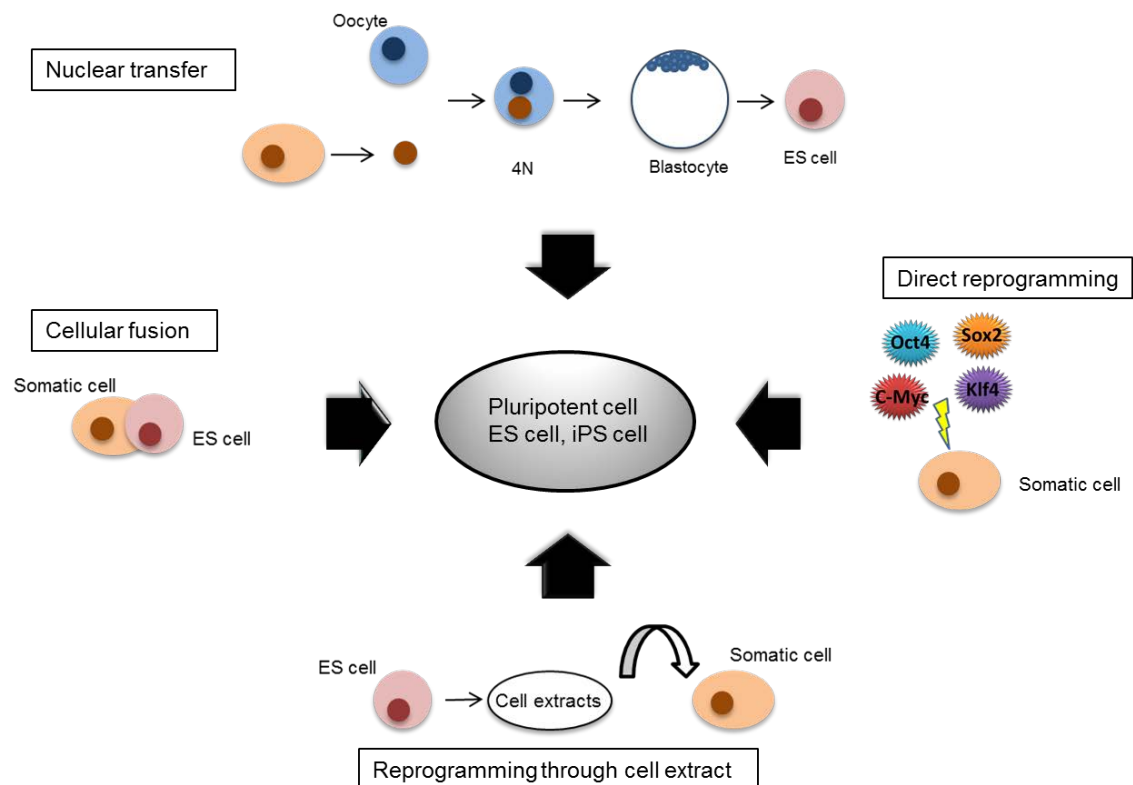 Oocyte
Nuclear transfer
4N
Blastocyte
ES cell
Direct reprogramming
Oct4
Sox2
C-Myc
Klf4
Somatic cell
Cellular fusion
Somatic cell
ES cell
Pluripotent cell
ES cell, iPS cell
ES cell
Cell extracts
Somatic cell
Reprogramming through cell extract